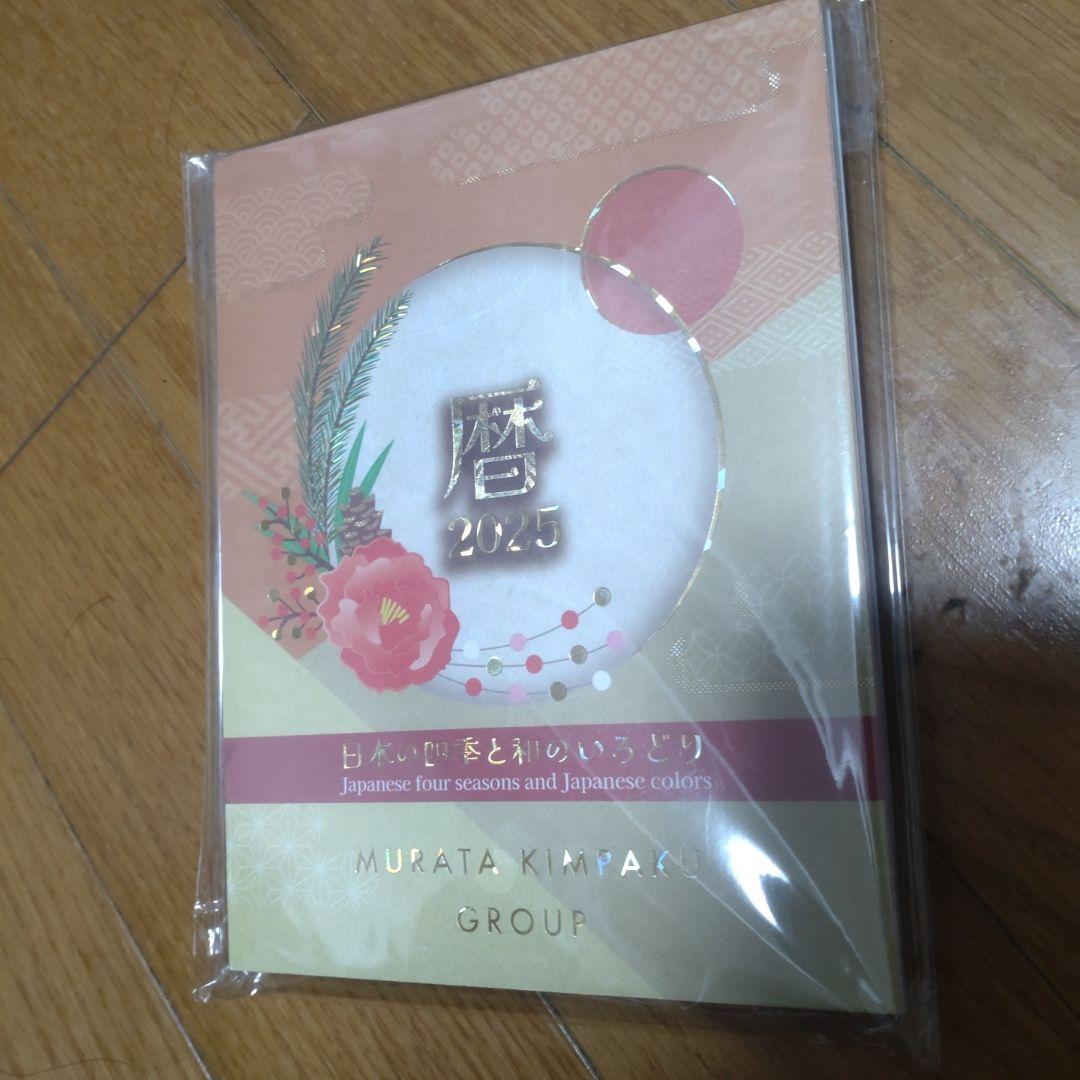 暦
2025
日本の四季と和のいろどり
Japanese four seasons and Japanese colors
MURATA KIMPAKU
GROUP